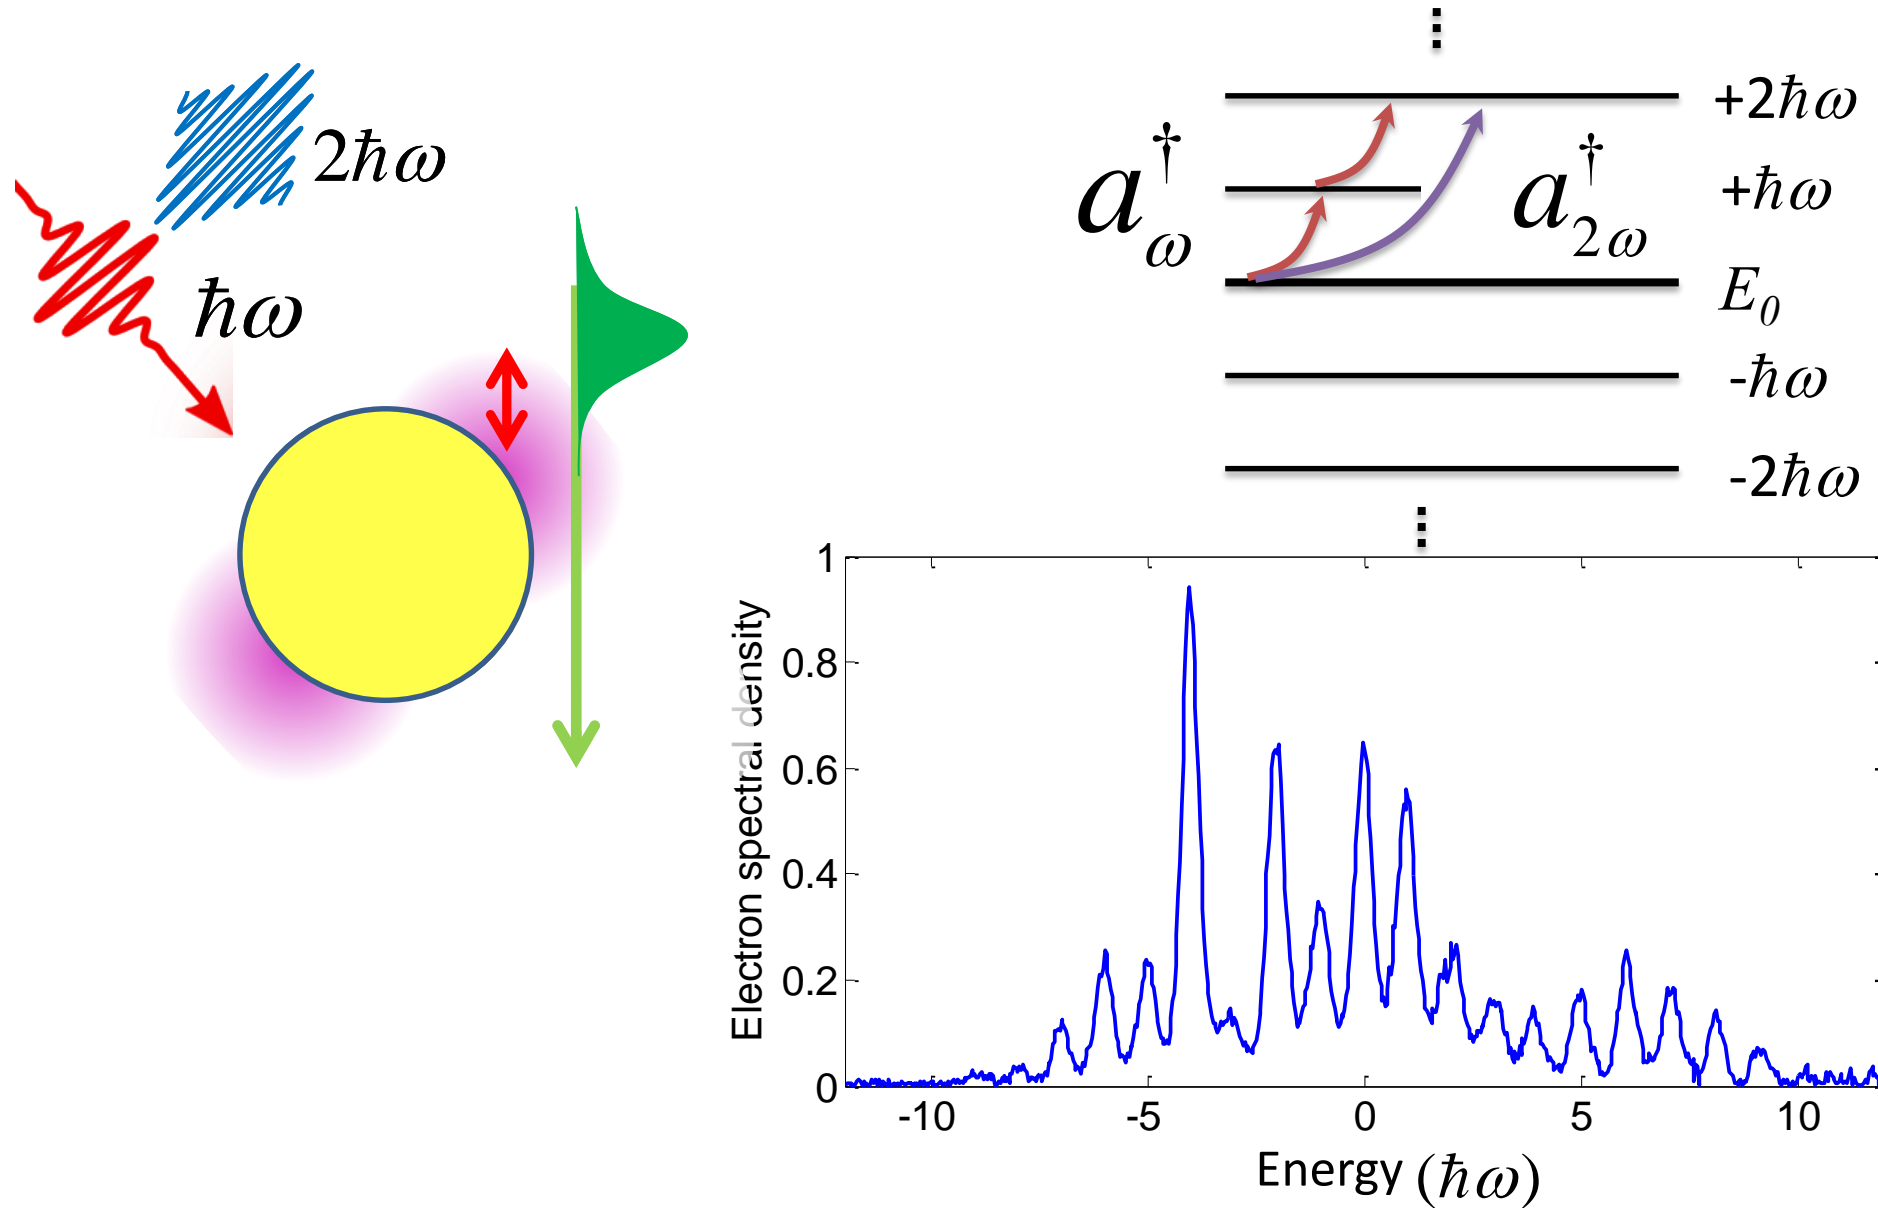 2ℏω
ℏω
a†ω
a†2ω
+2ℏω
+ℏω
E0
-ℏω
-2ℏω
Electron spectral density
1
0.8
0.6
0.4
0.2
0
-10 -5 0 5 10
Energy (ℏω)